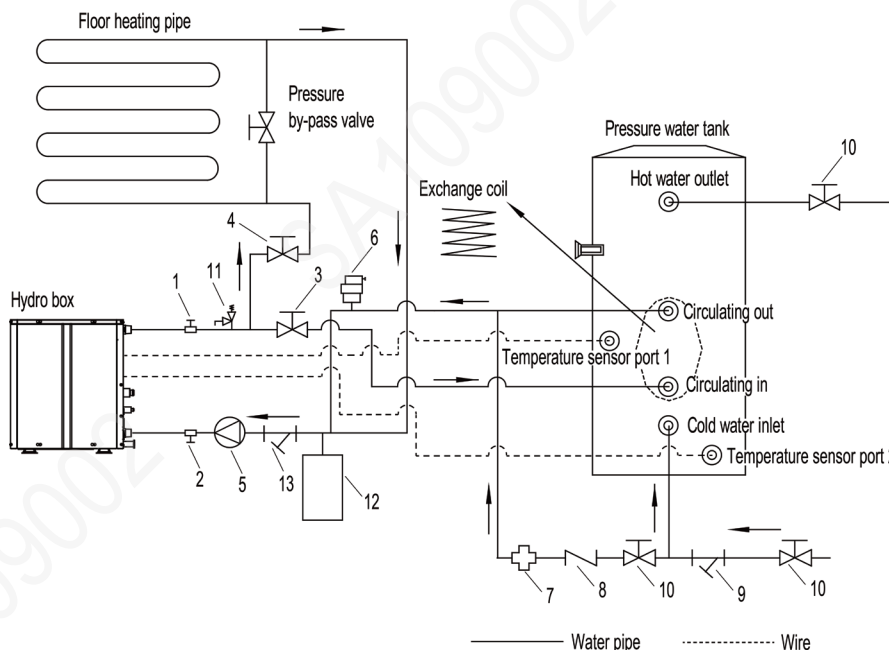 Floor heating pipe
Pressure
by-pass valve
Pressure water tank
10
Hot water outlet
Exchange coil
4
6
11
3
1
Hydro box
Circulating out
Temperature sensor port 1
Circulating in
Cold water inlet
Temperature sensor port
2
5
13
12
7
8
10
9
10
Water pipe
Wire
SA109002
09002